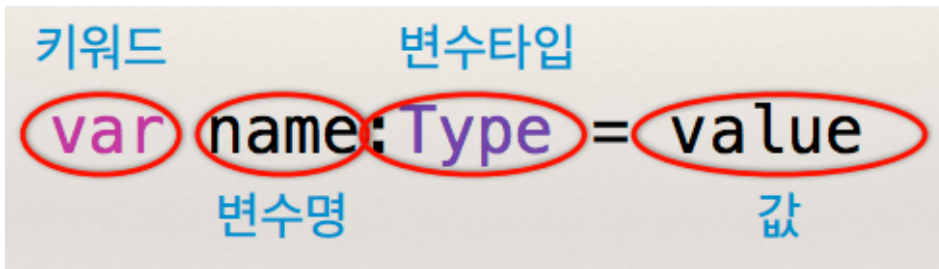 키워드 변수타입
var name:Type = value
변수명 값